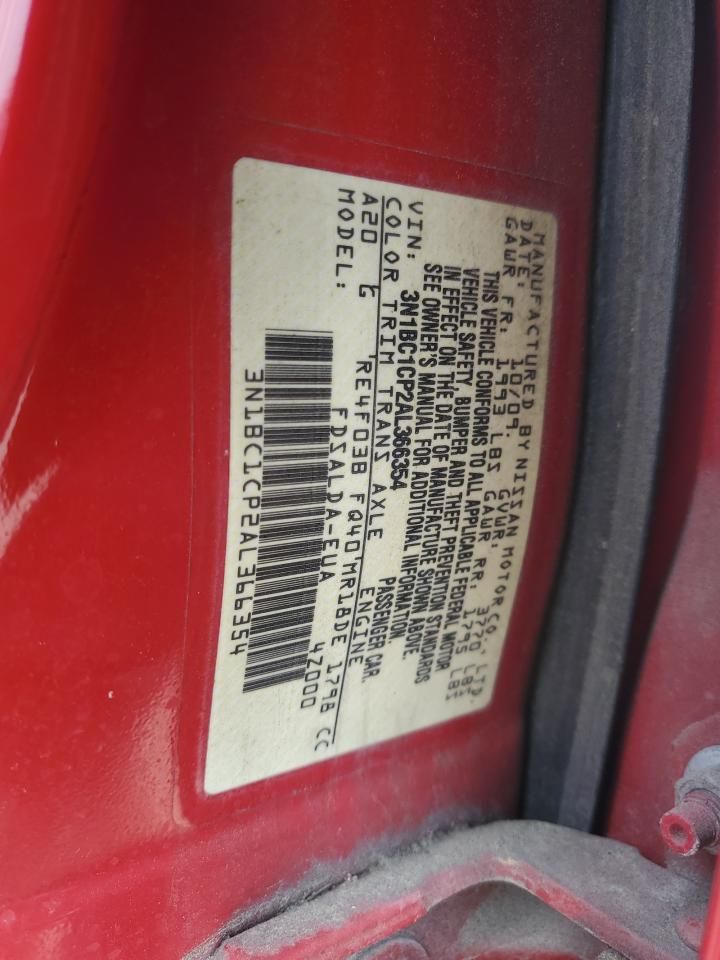 MANUFACTURED BY NISSAN MOTOR CO., LTD.
DATE: 10/09. GVWR: 3770 LBS
GAWR FR: 1993 LBS GAWR RR: 1795 LBS
THIS VEHICLE CONFORMS TO ALL APPLICABLE FEDERAL MOTOR
VEHICLE SAFETY, BUMPER AND THEFT PREVENTION STANDARDS
IN EFFECT ON THE DATE OF MANUFACTURE SHOWN ABOVE.
SEE OWNER'S MANUAL FOR ADDITIONAL INFORMATION.
VIN: 3N1BC1CP2AL366354 PASSENGER CAR.
COLOR TRIM TRANS AXLE ENGINE
A20 G RE4F03B FQ40 MR18DE 1798 CC
MODEL: FDSALDA-EUA 4Z000
3N1BC1CP2AL366354